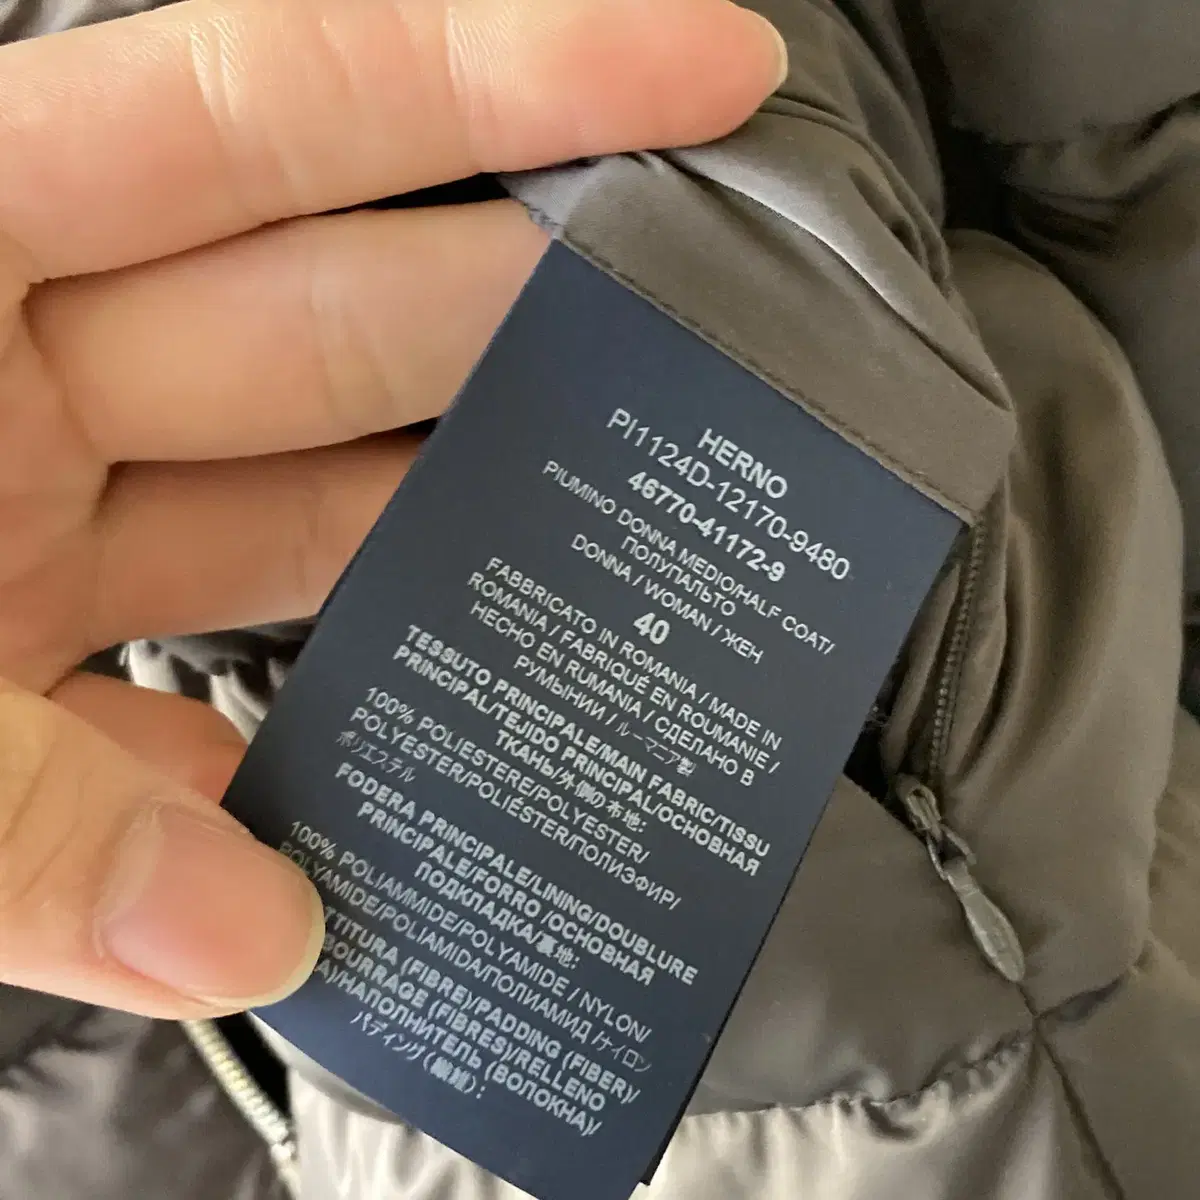 HERNO
PI1124D-12170-9480
46770-41172-9
PIUMINO DONNA MEDIO/HALF COAT/
ПОЛУПАЛЬТО
DONNA / WOMAN / ЖЕН
40
FABBRICATO IN ROMANIA / MADE IN
ROMANIA / FABRIQUÉ EN ROUMANIE /
HECHO EN RUMANIA / СДЕЛАНО В
РУМЫНИИ / ルーマニア製
TESSUTO PRINCIPALE/MAIN FABRIC/TISSU
PRINCIPAL/TEJIDO PRINCIPAL/ОСНОВНАЯ
ТКАНЬ/外側の布地:
100% POLIESTERE/POLYESTER/
POLYESTER/POLIÉSTER/ПОЛИЭФИР/
ポリエステル
FODERA PRINCIPALE/LINING/DOUBLURE
PRINCIPALE/FORRO /ОСНОВНАЯ
ПОДКЛАДКА/裏地:
100% POLIAMMIDE/POLYAMIDE / NYLON/
POLYAMIDE/POLIAMIDA/ПОЛИАМИД /ナイロン
(FIBRE)/PADDING (FIBER)/
(FIBRES)/RELLENO
НАПОЛНИТЕЛЬ (ВОЛОКНА)/
パディング(繊維):